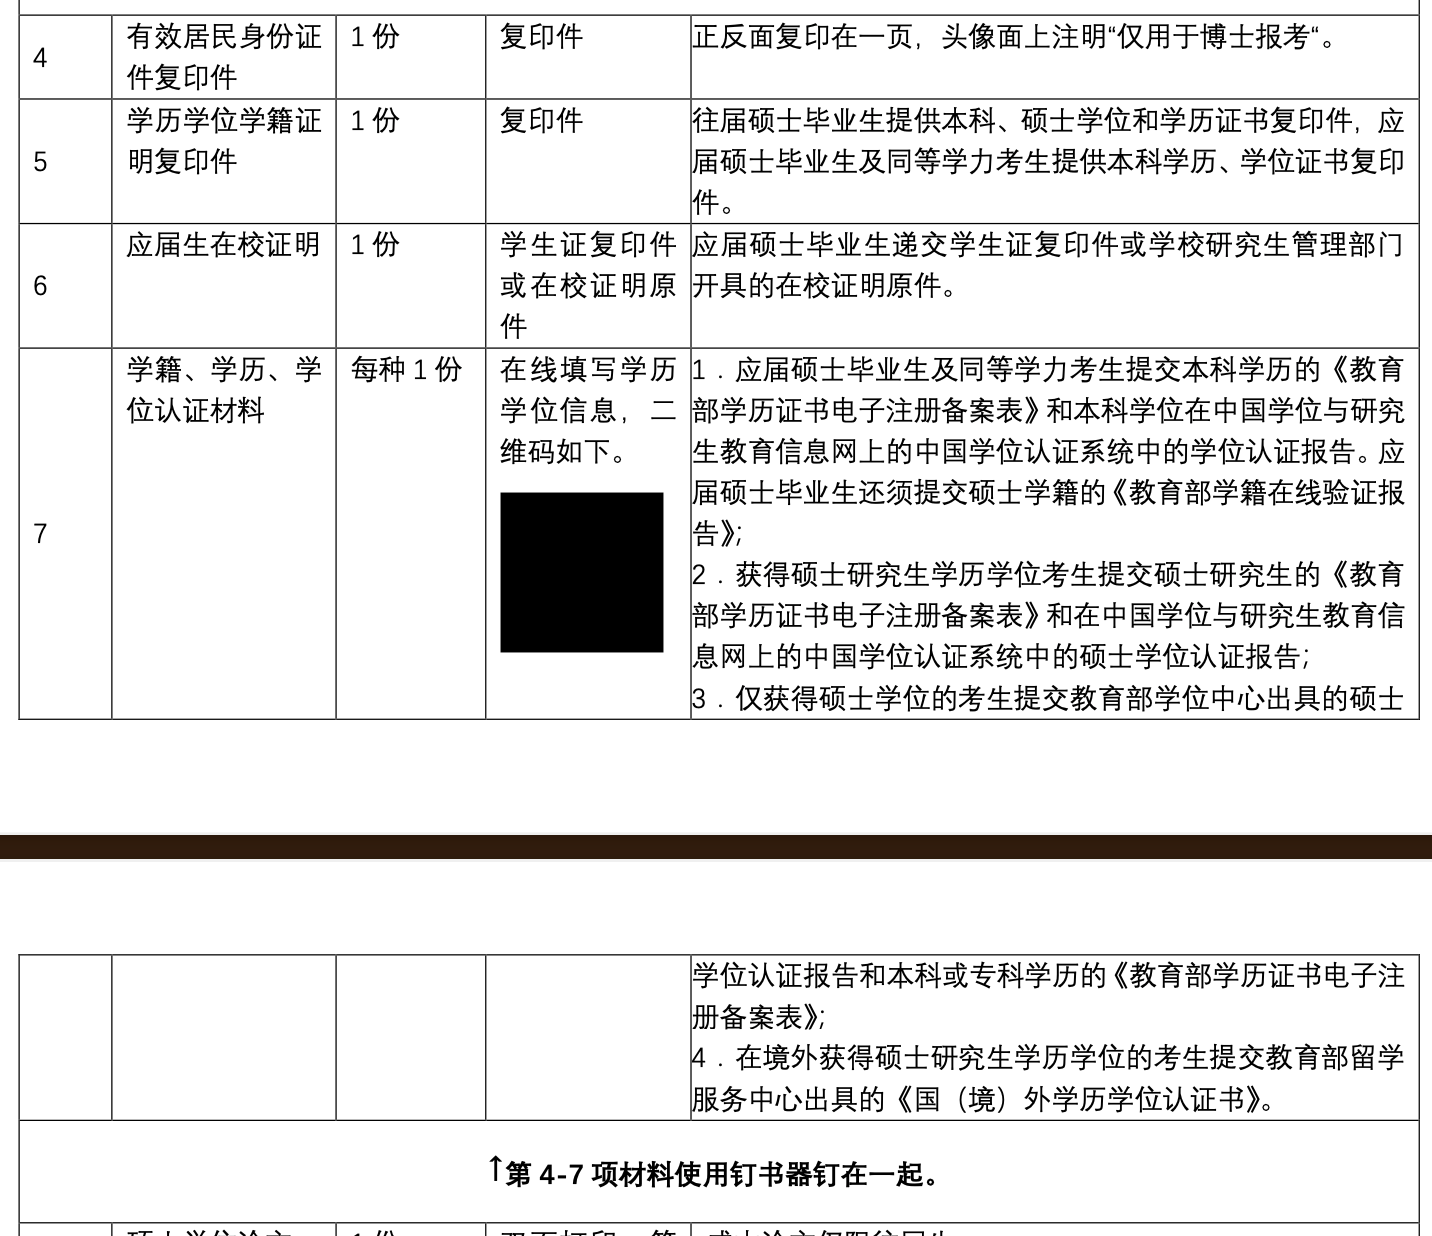 4
有效居民身份证
件复印件
1 份
复印件
正反面复印在一页，头像面上注明“仅用于博士报考“。
5
学历学位学籍证
明复印件
1 份
复印件
往届硕士毕业生提供本科、硕士学位和学历证书复印件，应
届硕士毕业生及同等学力考生提供本科学历、学位证书复印
件。
6
应届生在校证明
1 份
学生证复印件
或在校证明原
件
应届硕士毕业生递交学生证复印件或学校研究生管理部门
开具的在校证明原件。
7
学籍、学历、学
位认证材料
每种 1 份
在线填写学历
学位信息，二
维码如下。
1．应届硕士毕业生及同等学力考生提交本科学历的《教育
部学历证书电子注册备案表》和本科学位在中国学位与研究
生教育信息网上的中国学位认证系统中的学位认证报告。应
届硕士毕业生还须提交硕士学籍的《教育部学籍在线验证报
告》；
2．获得硕士研究生学历学位考生提交硕士研究生的《教育
部学历证书电子注册备案表》和在中国学位与研究生教育信
息网上的中国学位认证系统中的硕士学位认证报告；
3．仅获得硕士学位的考生提交教育部学位中心出具的硕士
学位认证报告和本科或专科学历的《教育部学历证书电子注
册备案表》；
4．在境外获得硕士研究生学历学位的考生提交教育部留学
服务中心出具的《国（境）外学历学位认证书》。
↑第 4-7 项材料使用钉书器钉在一起。